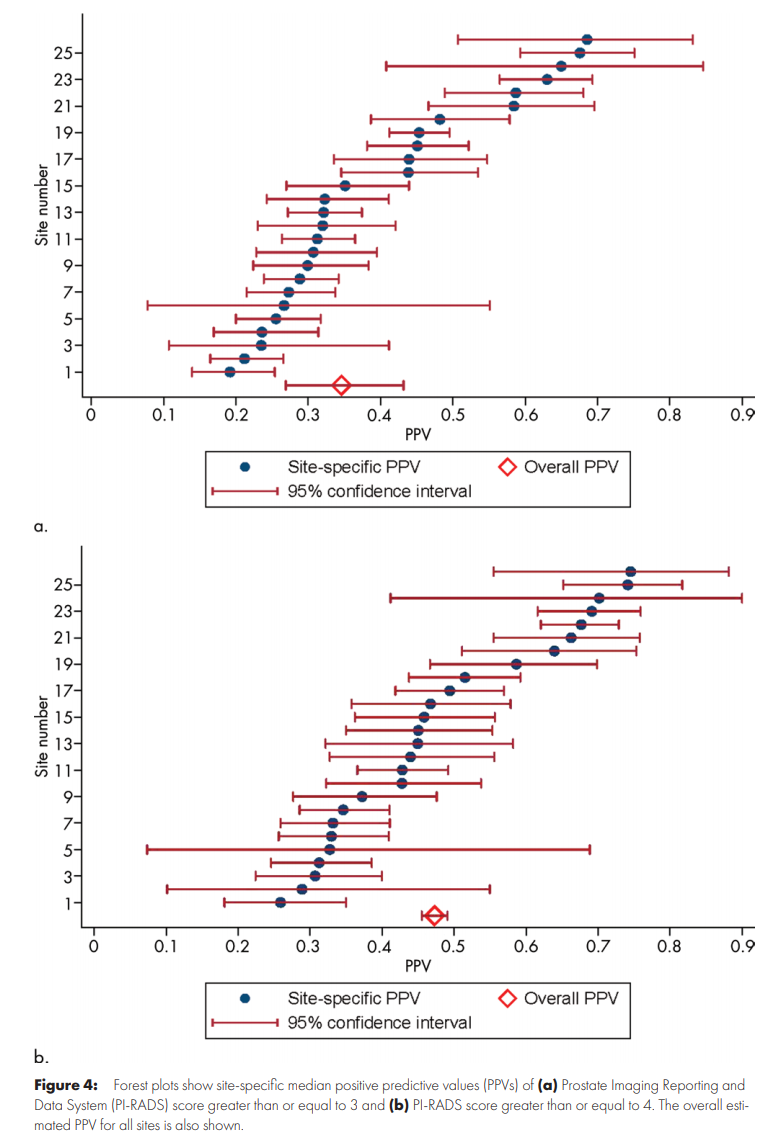 25
23
21
19
17
15
13
11
9
7
5
3
1
Site number
0 0.1 0.2 0.3 0.4 0.5 0.6 0.7 0.8 0.9
PPV
Site-specific PPV Overall PPV
95% confidence interval
a.
25
23
21
19
17
15
13
11
9
7
5
3
1
Site number
0 0.1 0.2 0.3 0.4 0.5 0.6 0.7 0.8 0.9
PPV
Site-specific PPV Overall PPV
95% confidence interval
b.
Figure 4: Forest plots show site-specific median positive predictive values (PPVs) of (a) Prostate Imaging Reporting and
Data System (PI-RADS) score greater than or equal to 3 and (b) PI-RADS score greater than or equal to 4. The overall esti-
mated PPV for all sites is also shown.